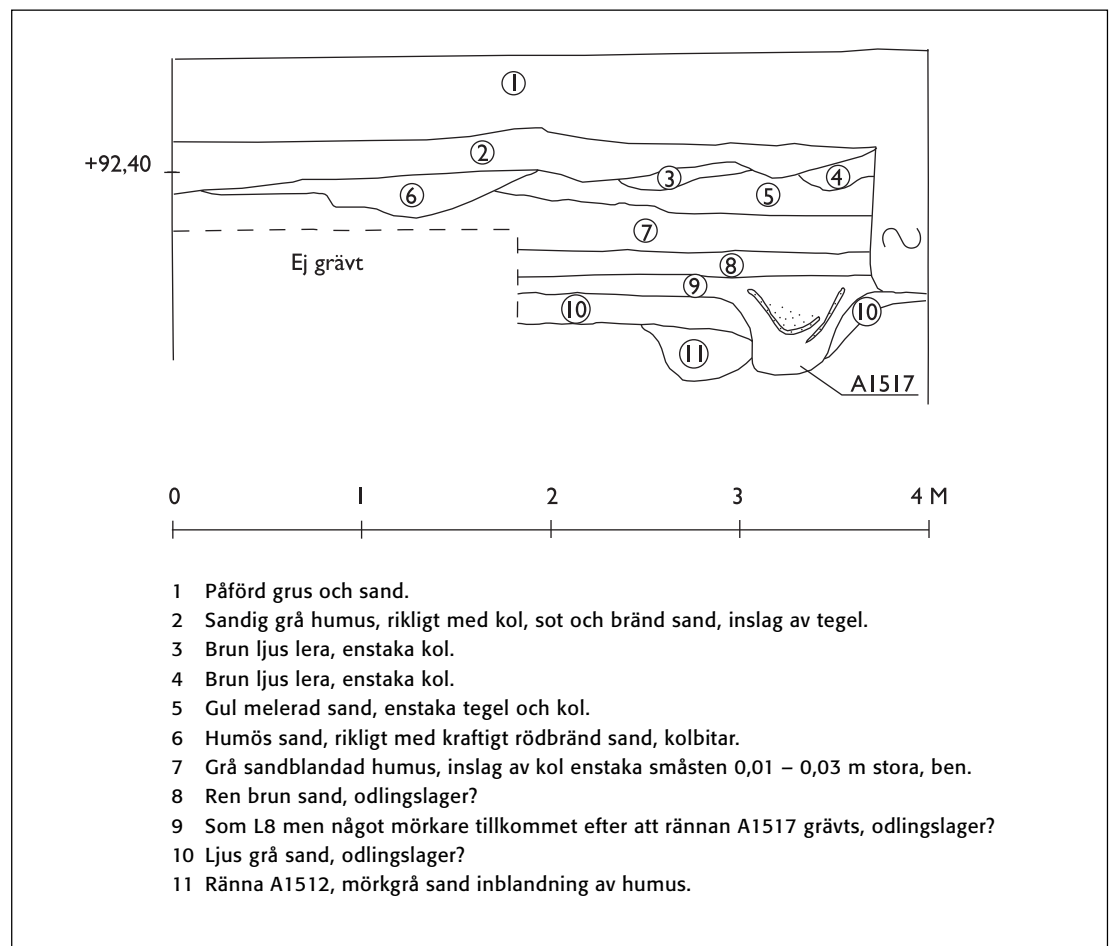 1
+92,40
2
3
4
6
5
7
Ej grävt
8
9
10
10
11
A1517
0 1 2 3 4 M
1 Påförd grus och sand.
2 Sandig grå humus, rikligt med kol, sot och bränd sand, inslag av tegel.
3 Brun ljus lera, enstaka kol.
4 Brun ljus lera, enstaka kol.
5 Gul melerad sand, enstaka tegel och kol.
6 Humös sand, rikligt med kraftigt rödbränd sand, kolbitar.
7 Grå sandblandad humus, inslag av kol enstaka småsten 0,01 – 0,03 m stora, ben.
8 Ren brun sand, odlingslager?
9 Som L8 men något mörkare tillkommet efter att rännan A1517 grävts, odlingslager?
10 Ljus grå sand, odlingslager?
11 Ränna A1512, mörkgrå sand inblandning av humus.